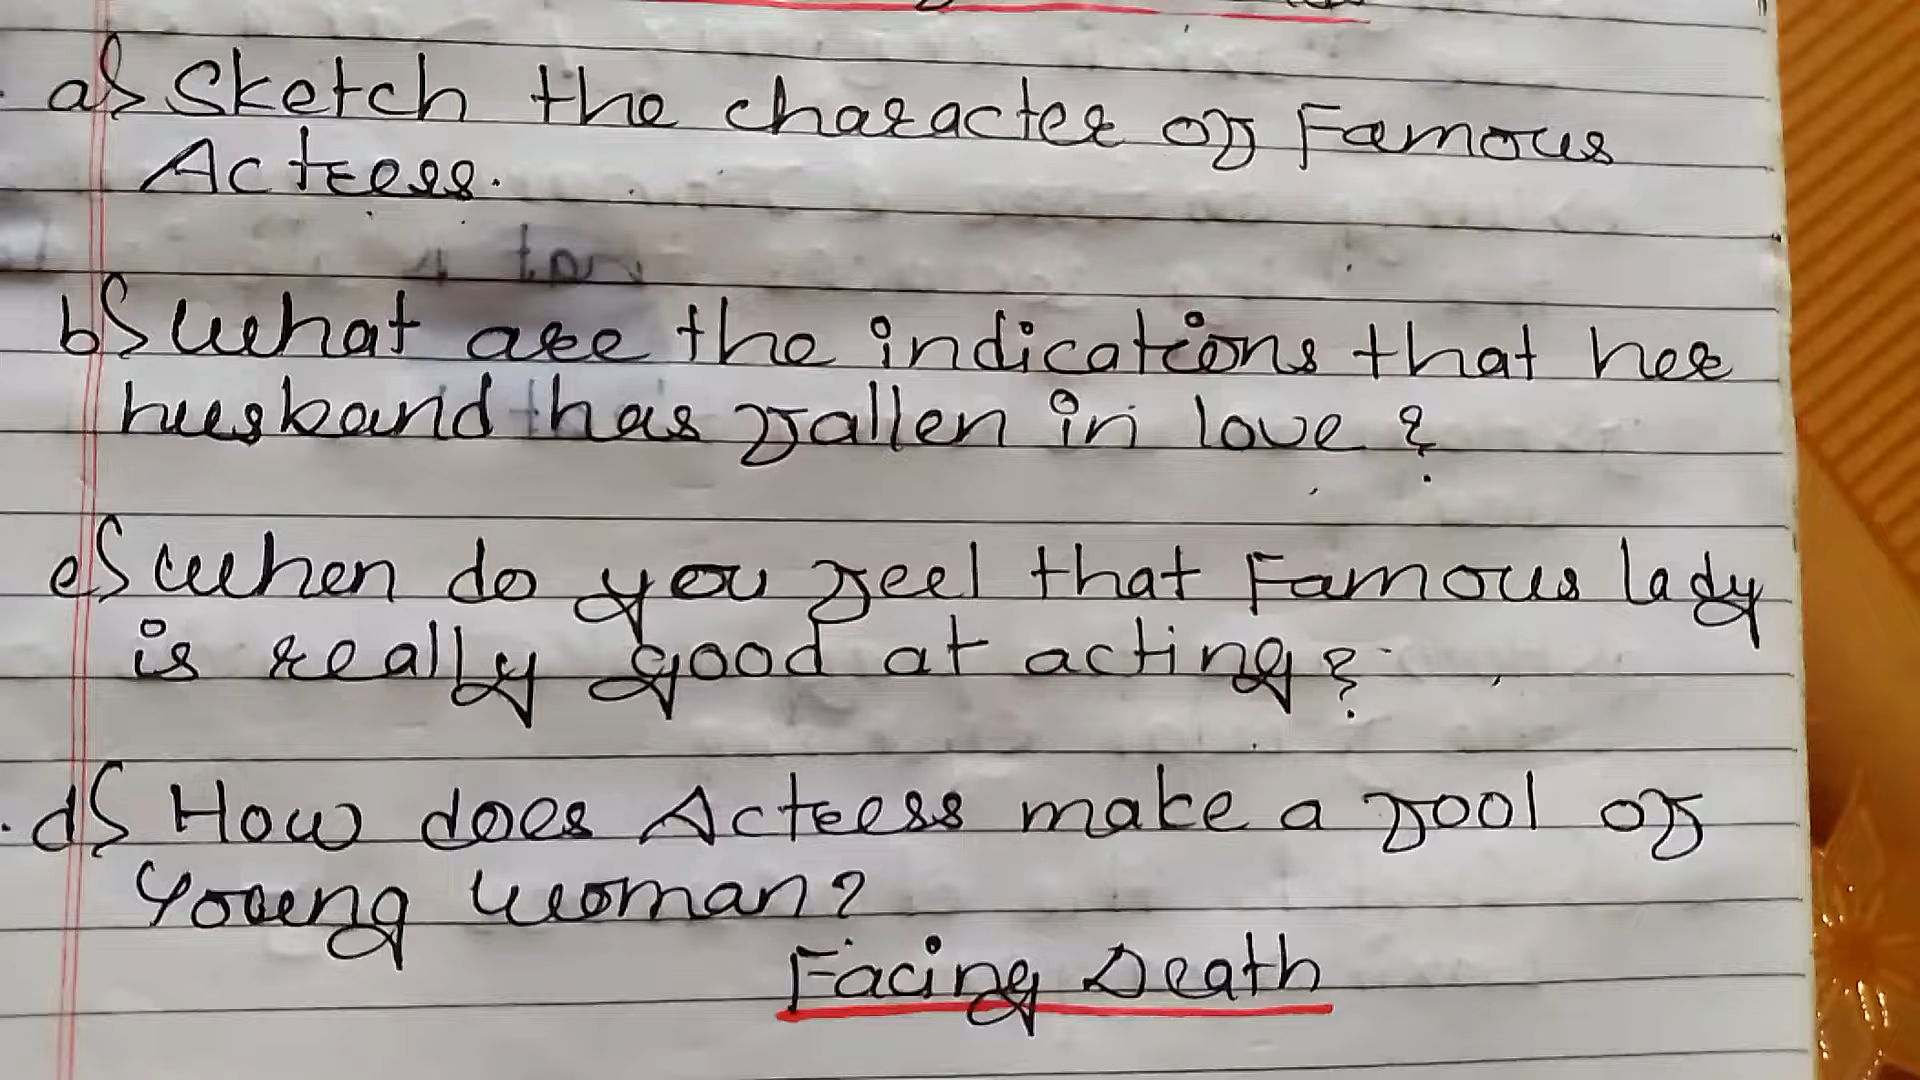 a) Sketch the character of Famous
Actress.
b) what are the indications that her
husband has fallen in love ?
c) when do you feel that Famous lady
is really good at acting ?
d) How does Actress make a fool of
Young woman?
Facing Death